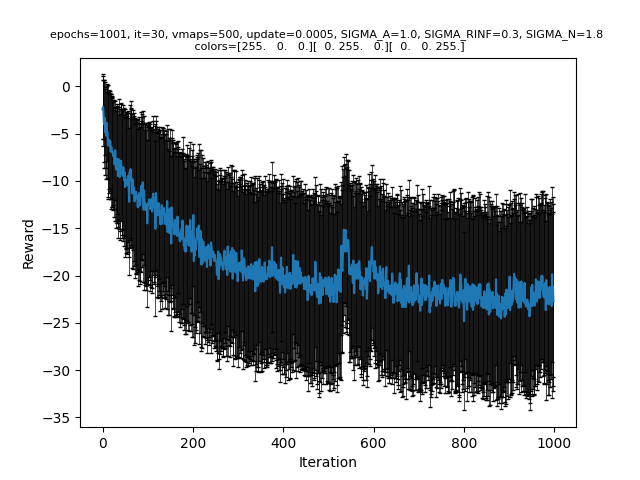 epochs=1001, it=30, vmaps=500, update=0.0005, SIGMA_A=1.0, SIGMA_RINF=0.3, SIGMA_N=1.8
colors=[255.   0.   0.][  0. 255.   0.][  0.   0. 255.]
0
−5
−10
−15
−20
−25
−30
−35
Reward
0 200 400 600 800 1000
Iteration